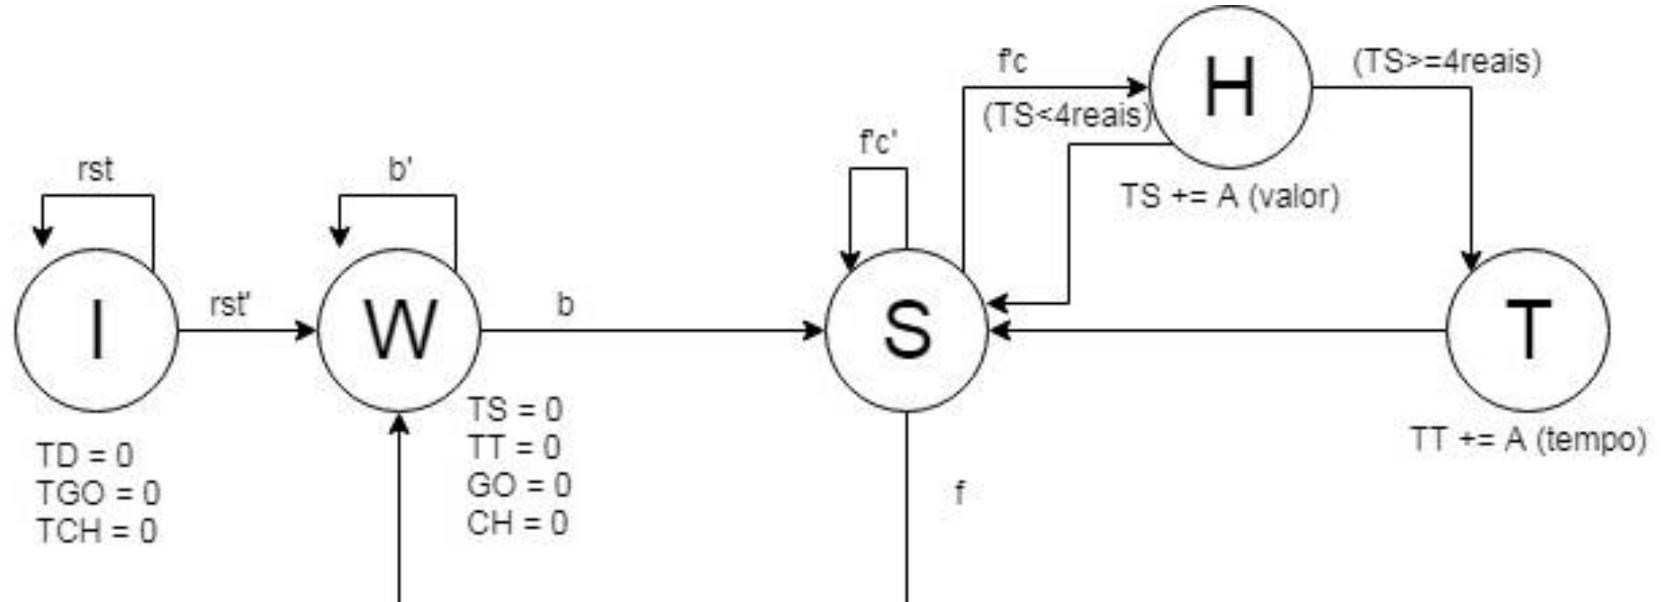 f'c
H
(TS>=4reais)
(TS<4reais)
f'c'
rst
b'
TS += A (valor)
I
rst'
W
b
S
T
TS = 0
TT = 0
GO = 0
CH = 0
TD = 0
TGO = 0
TCH = 0
TT += A (tempo)
f